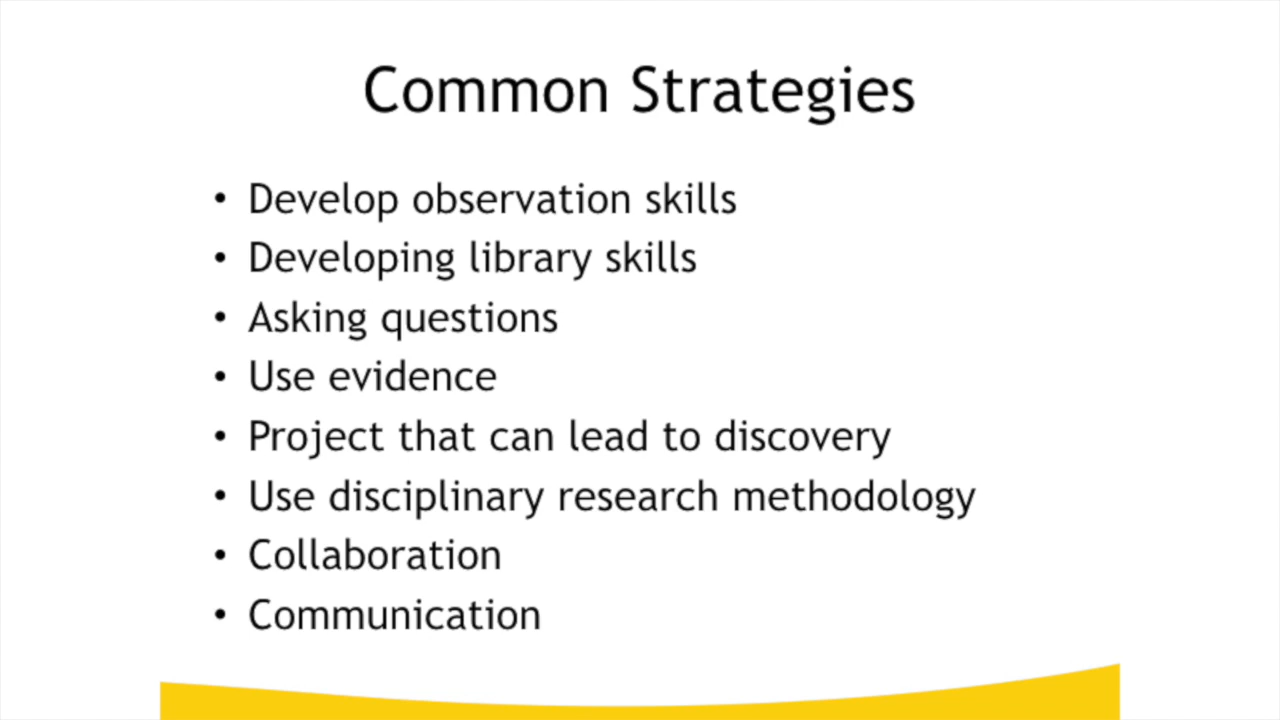 Common Strategies
• Develop observation skills
• Developing library skills
• Asking questions
• Use evidence
• Project that can lead to discovery
• Use disciplinary research methodology
• Collaboration
• Communication